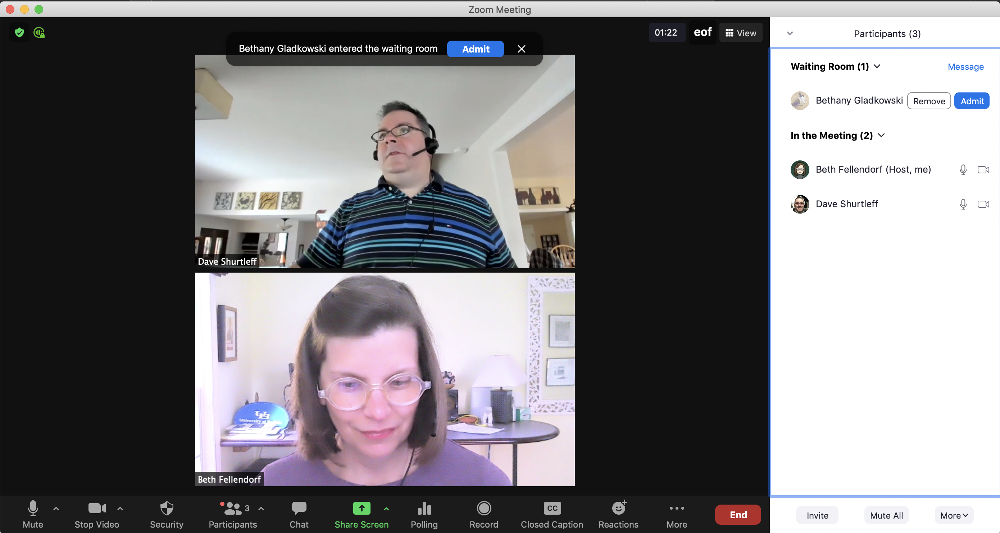 Zoom Meeting
Bethany Gladkowski entered the waiting room Admit
01:22 eof View
Dave Shurtleff
UB
Beth Fellendorf
Mute
Stop Video
Security
Participants 3
Chat
Share Screen
Polling
Record
CC
Closed Caption
Reactions
More
End
Participants (3)
Waiting Room (1) Message
Bethany Gladkowski Remove Admit
In the Meeting (2)
Beth Fellendorf (Host, me)
Dave Shurtleff
Invite Mute All More